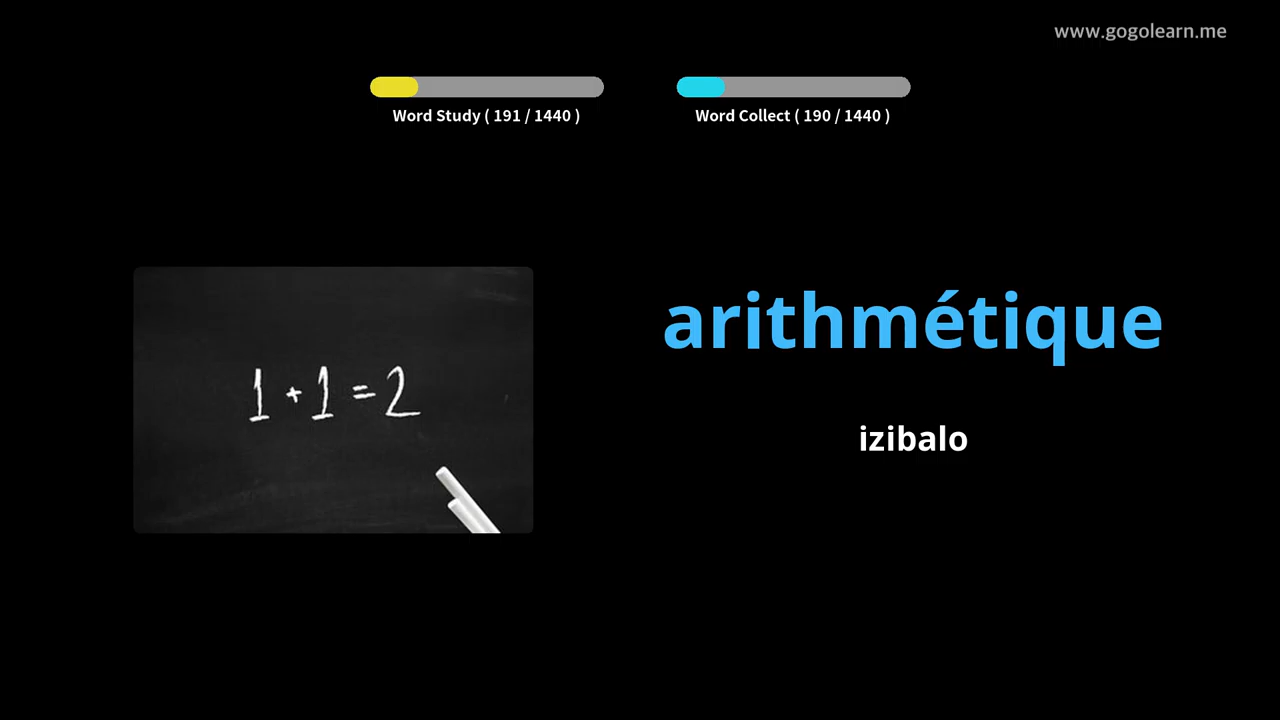 www.gogolearn.me
Word Study ( 191 / 1440 )
Word Collect ( 190 / 1440 )
arithmétique
1 + 1 = 2
izibalo